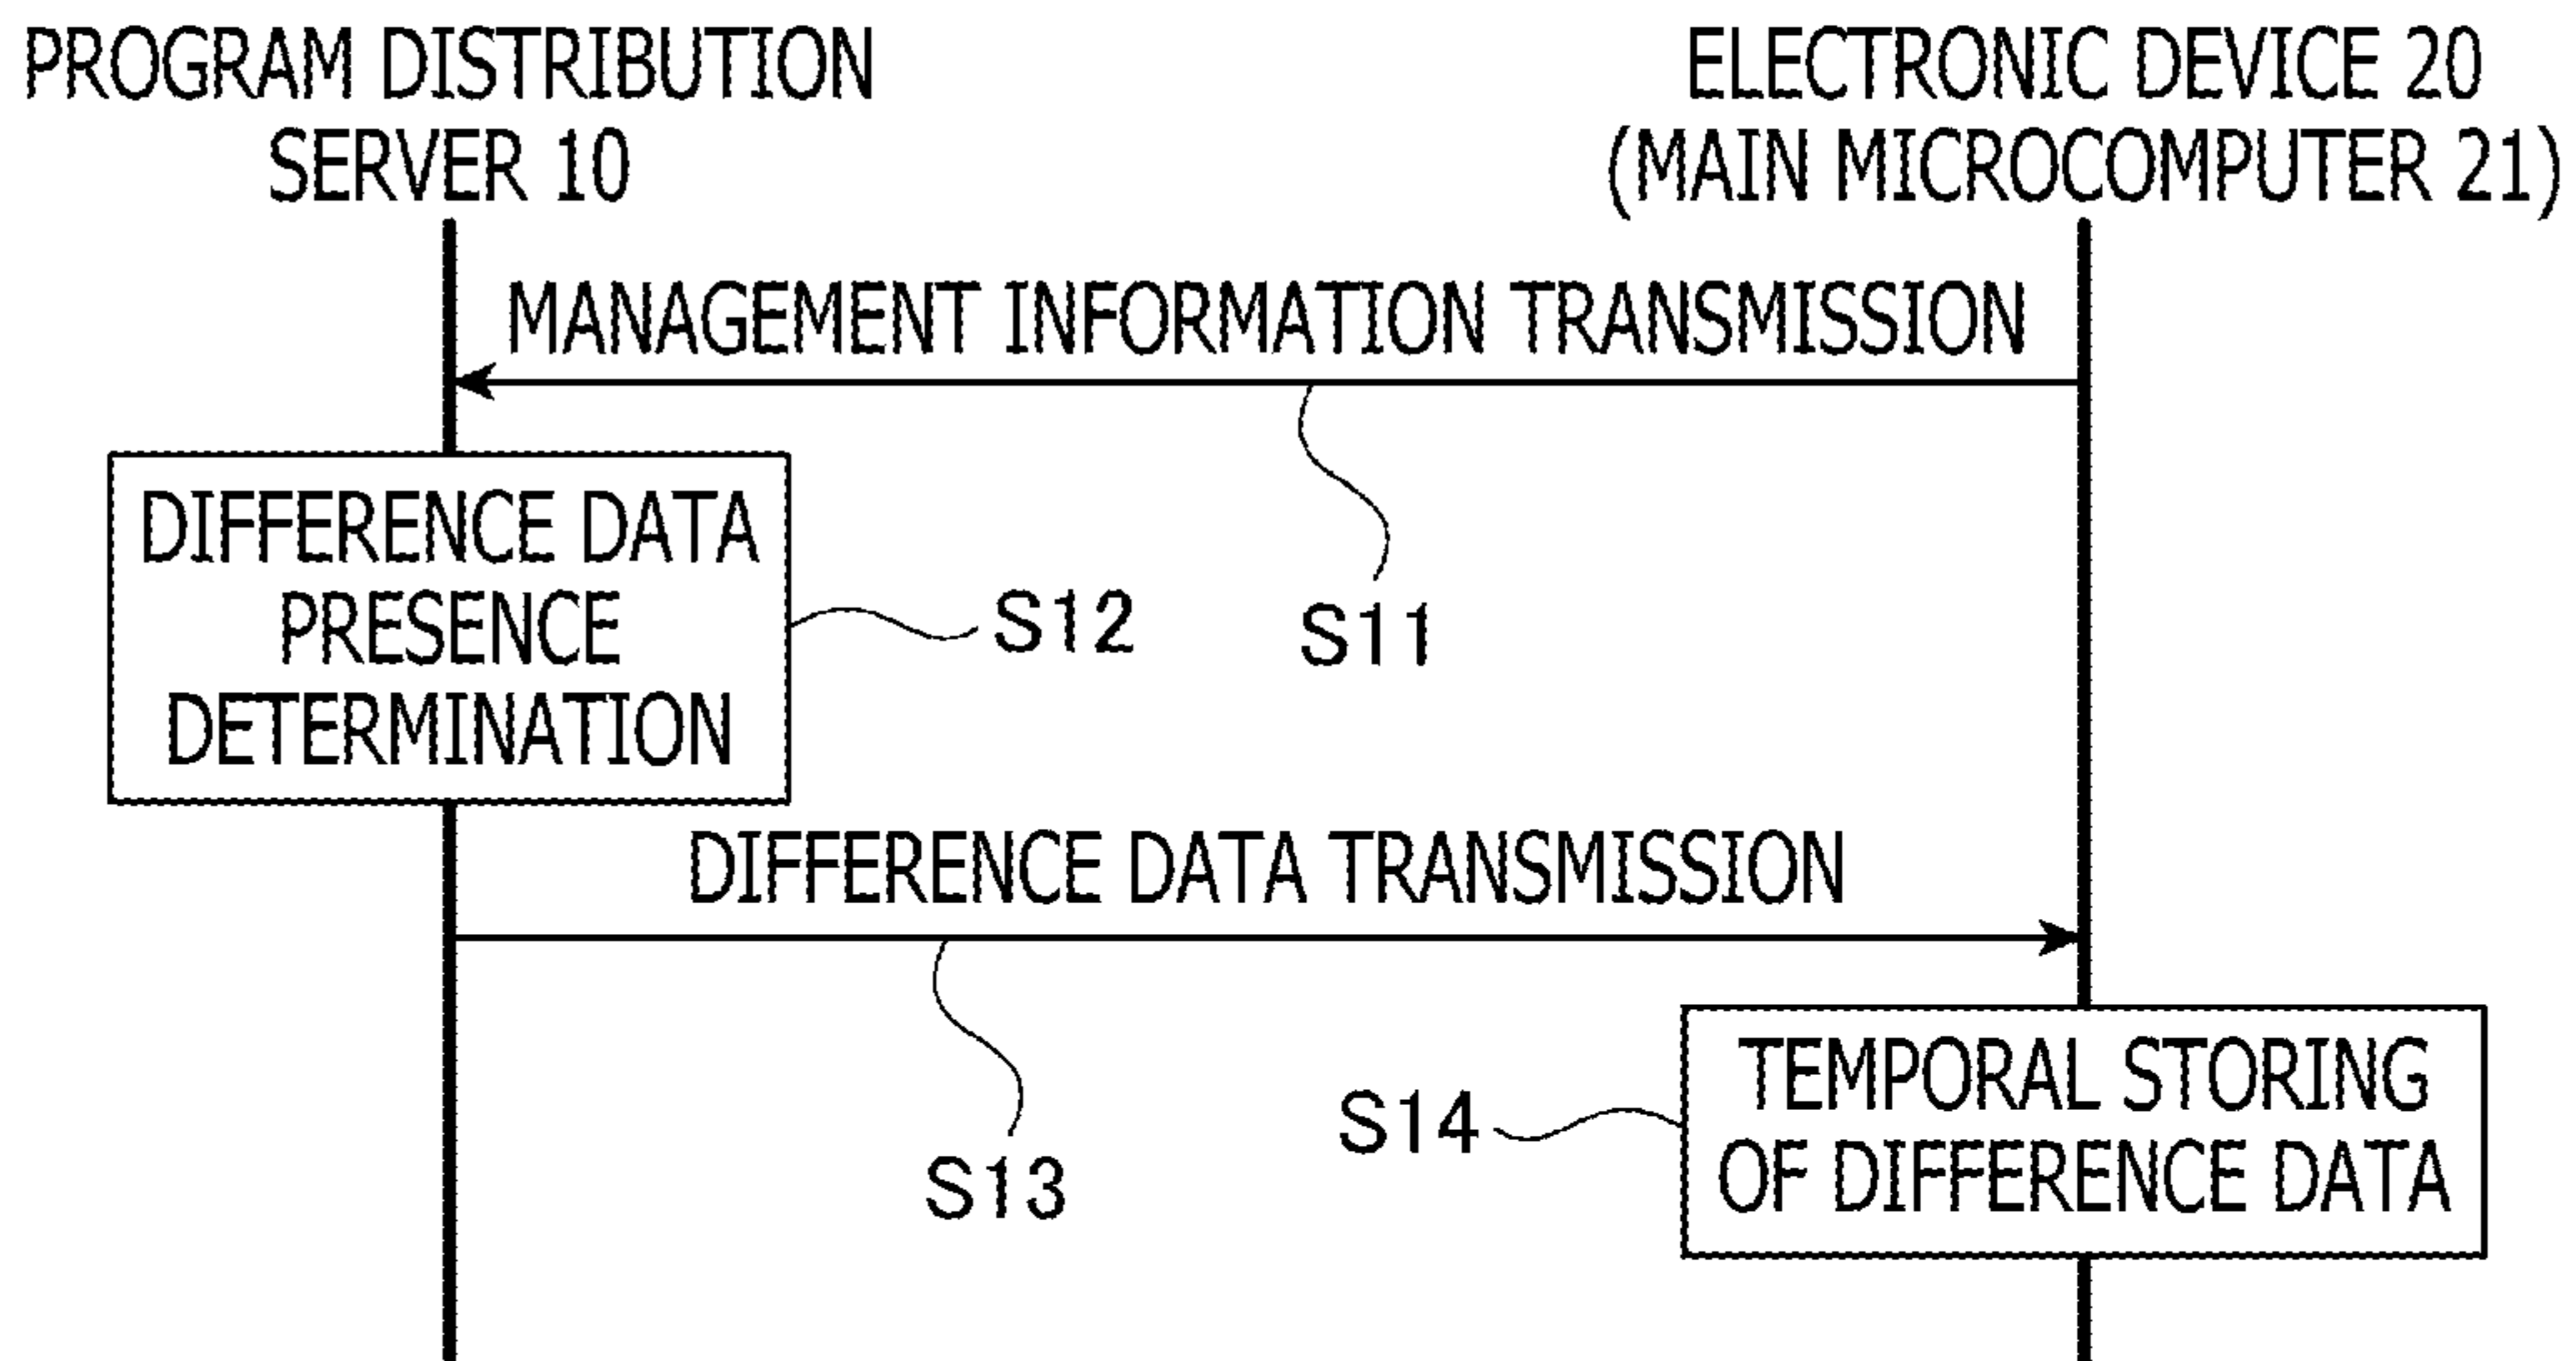 PROGRAM DISTRIBUTION
SERVER 10
ELECTRONIC DEVICE 20
(MAIN MICROCOMPUTER 21)
MANAGEMENT INFORMATION TRANSMISSION
S11
DIFFERENCE DATA
PRESENCE
DETERMINATION
S12
DIFFERENCE DATA TRANSMISSION
S13
S14
TEMPORAL STORING
OF DIFFERENCE DATA